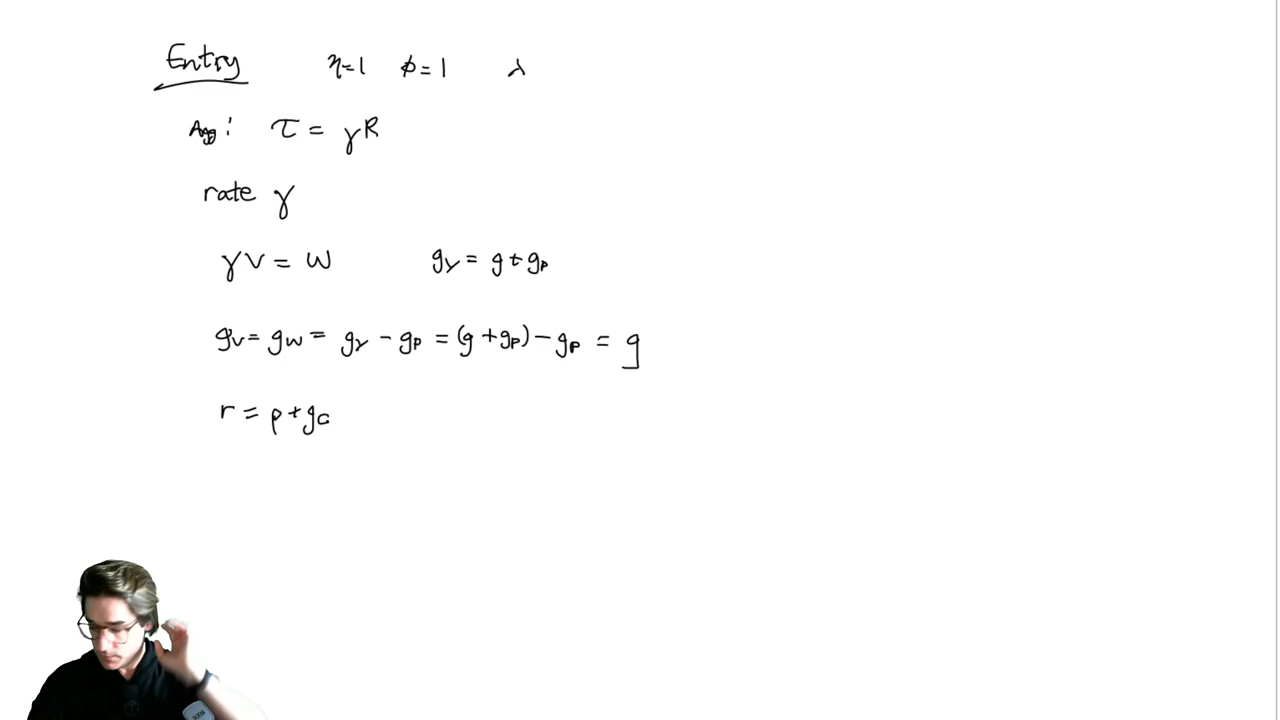 Entry η=1 ϕ=1 λ
Agg: τ = γR
rate γ
γV = W g_Y = g + g_P
g_V = g_W = g_Y - g_P = (g + g_P) - g_P = g
r = ρ + g_C